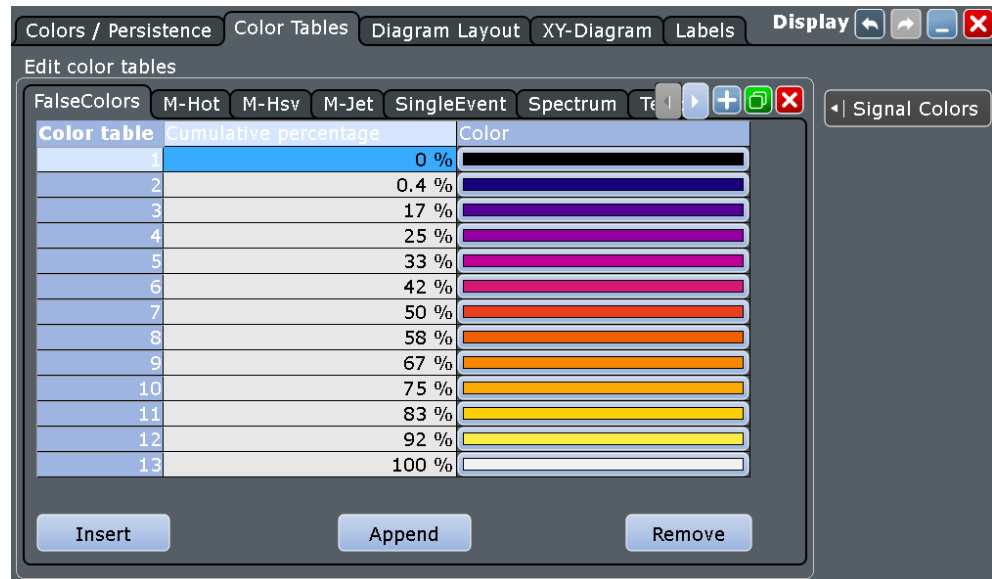 Colors / Persistence Color Tables Diagram Layout XY-Diagram Labels Display
Edit color tables
FalseColors M-Hot M-Hsv M-Jet SingleEvent Spectrum
Signal Colors
Color table Cumulative percentage Color
1 0 %
2 0.4 %
3 17 %
4 25 %
5 33 %
6 42 %
7 50 %
8 58 %
9 67 %
10 75 %
11 83 %
12 92 %
13 100 %
Insert Append Remove